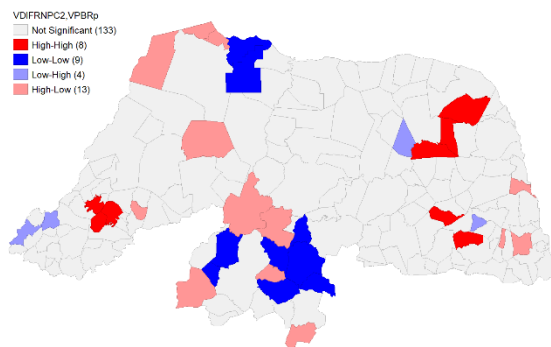 VDIFRNPC2,VPBRp
Not Significant (133)
High-High (8)
Low-Low (9)
Low-High (4)
High-Low (13)